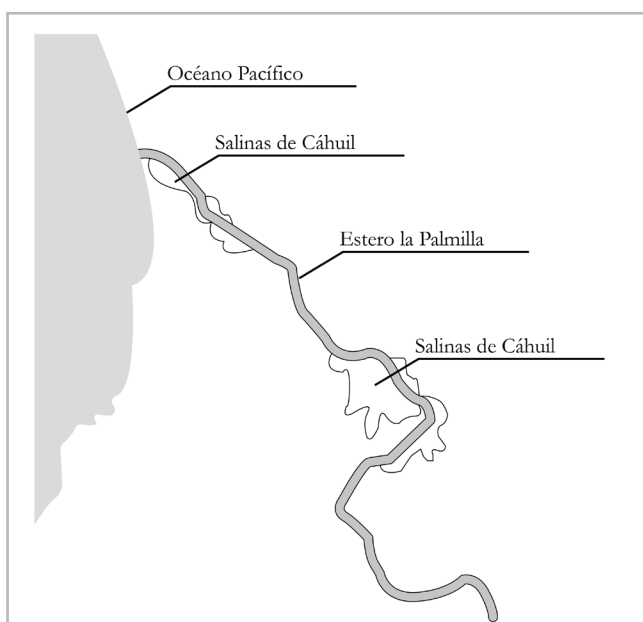 Océano Pacífico
Salinas de Cáhuil
Estero la Palmilla
Salinas de Cáhuil